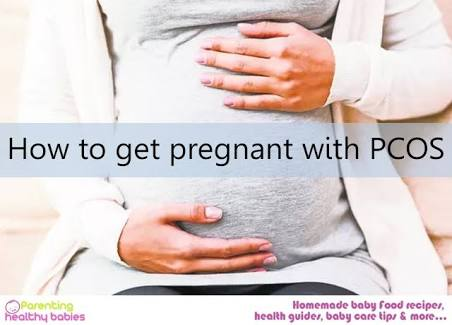 How to get pregnant with PCOS
Parenting
healthy babies
Homemade baby food recipes,
health guides, baby care tips & more...